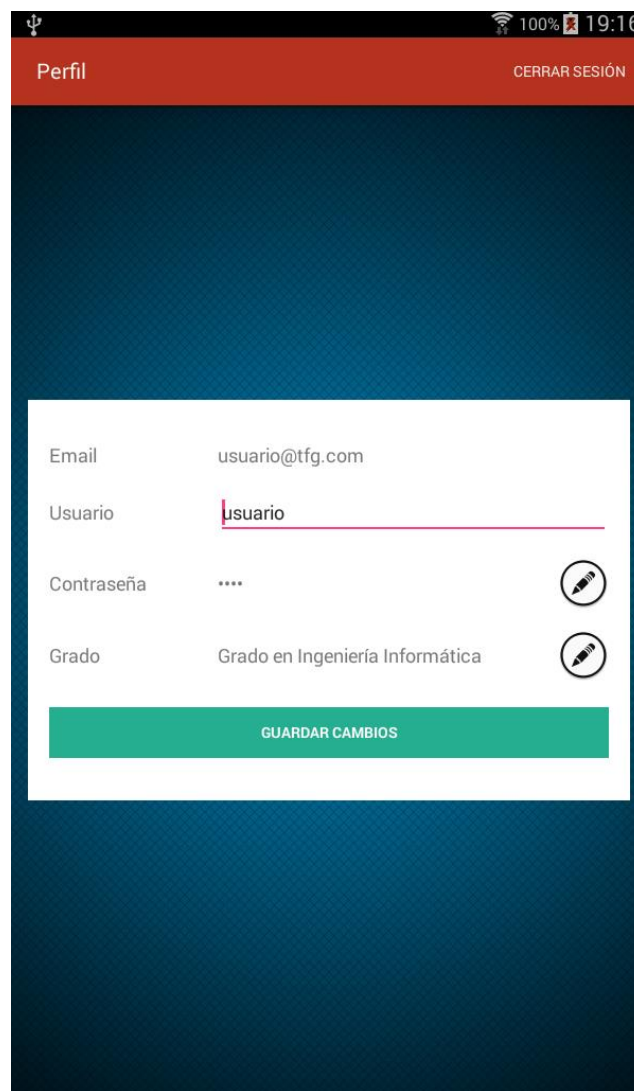 100% 19:16
Perfil CERRAR SESIÓN
Email usuario@tfg.com
Usuario usuario
Contraseña ••••
Grado Grado en Ingeniería Informática
GUARDAR CAMBIOS